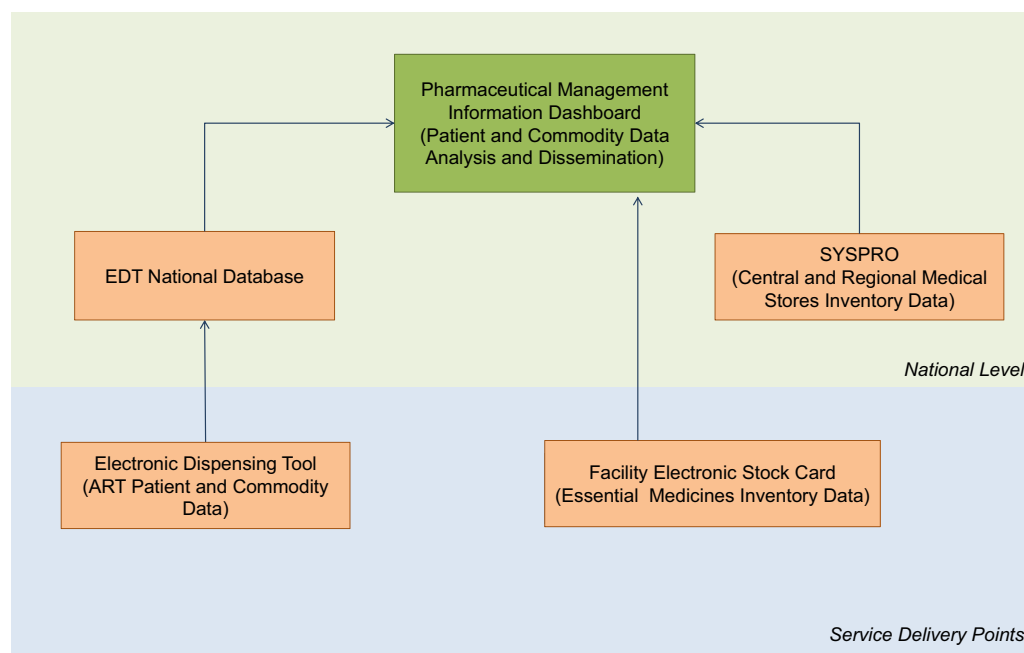 Pharmaceutical Management
Information Dashboard
(Patient and Commodity Data
Analysis and Dissemination)
EDT National Database
SYSPRO
(Central and Regional Medical
Stores Inventory Data)
National Level
Electronic Dispensing Tool
(ART Patient and Commodity
Data)
Facility Electronic Stock Card
(Essential Medicines Inventory Data)
Service Delivery Points